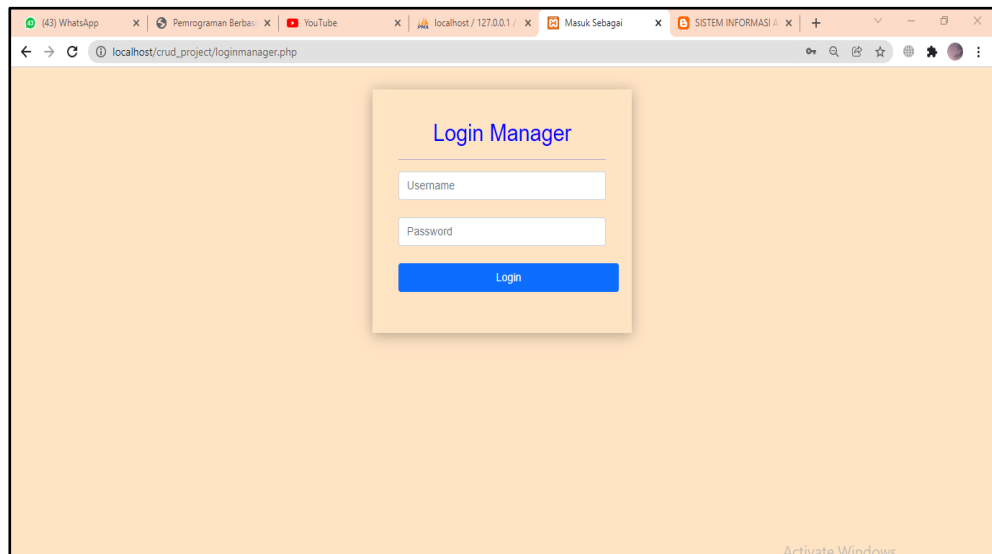 (43) WhatsApp
Pemrograman Berbas
YouTube
localhost / 127.0.0.1 /
Masuk Sebagai
SISTEM INFORMASI A
localhost/crud_project/loginmanager.php
Login Manager
Username
Password
Login
Activate Windows